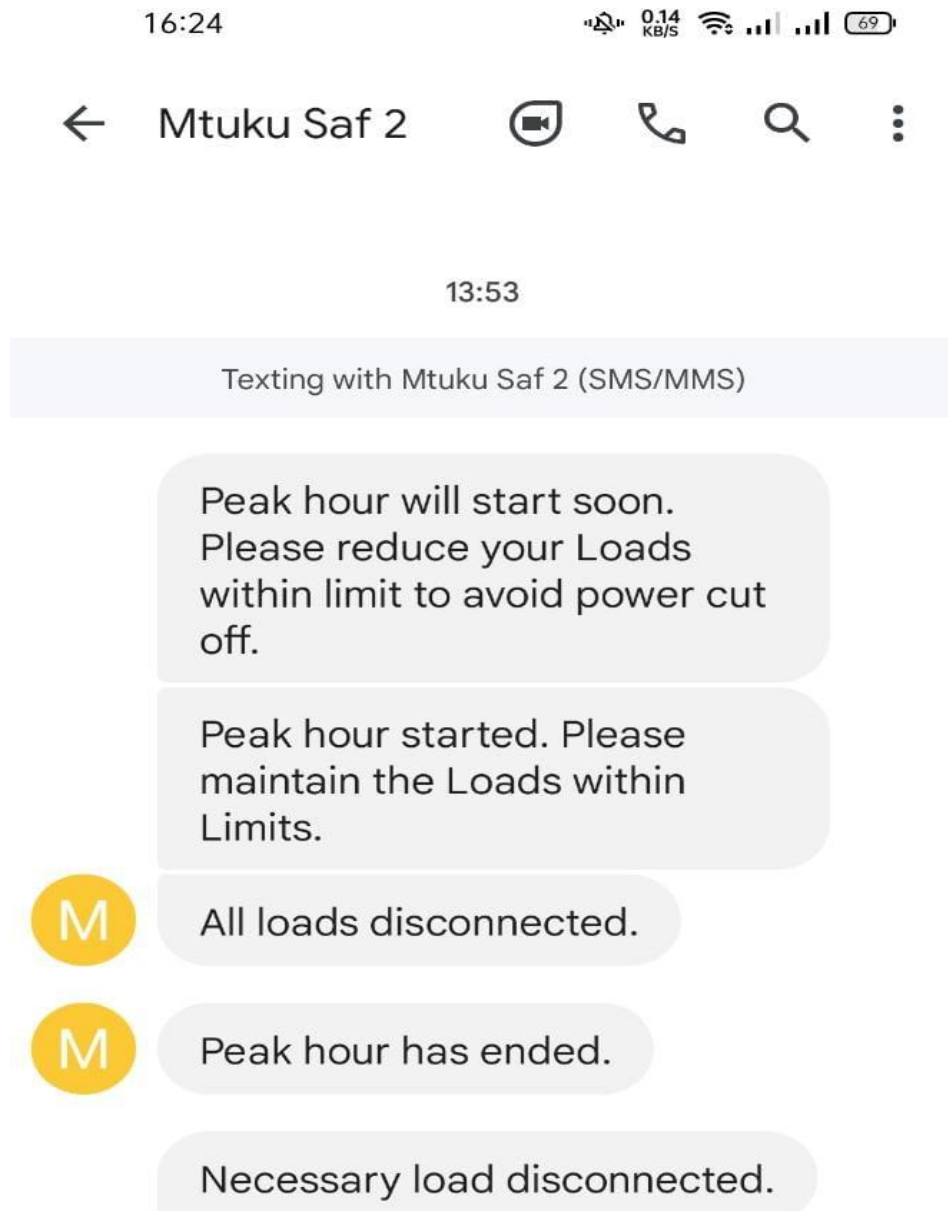 16:24
0.14
KB/S
69
Mtuku Saf 2
13:53
Texting with Mtuku Saf 2 (SMS/MMS)
Peak hour will start soon.
Please reduce your Loads
within limit to avoid power cut
off.
Peak hour started. Please
maintain the Loads within
Limits.
M
All loads disconnected.
M
Peak hour has ended.
Necessary load disconnected.